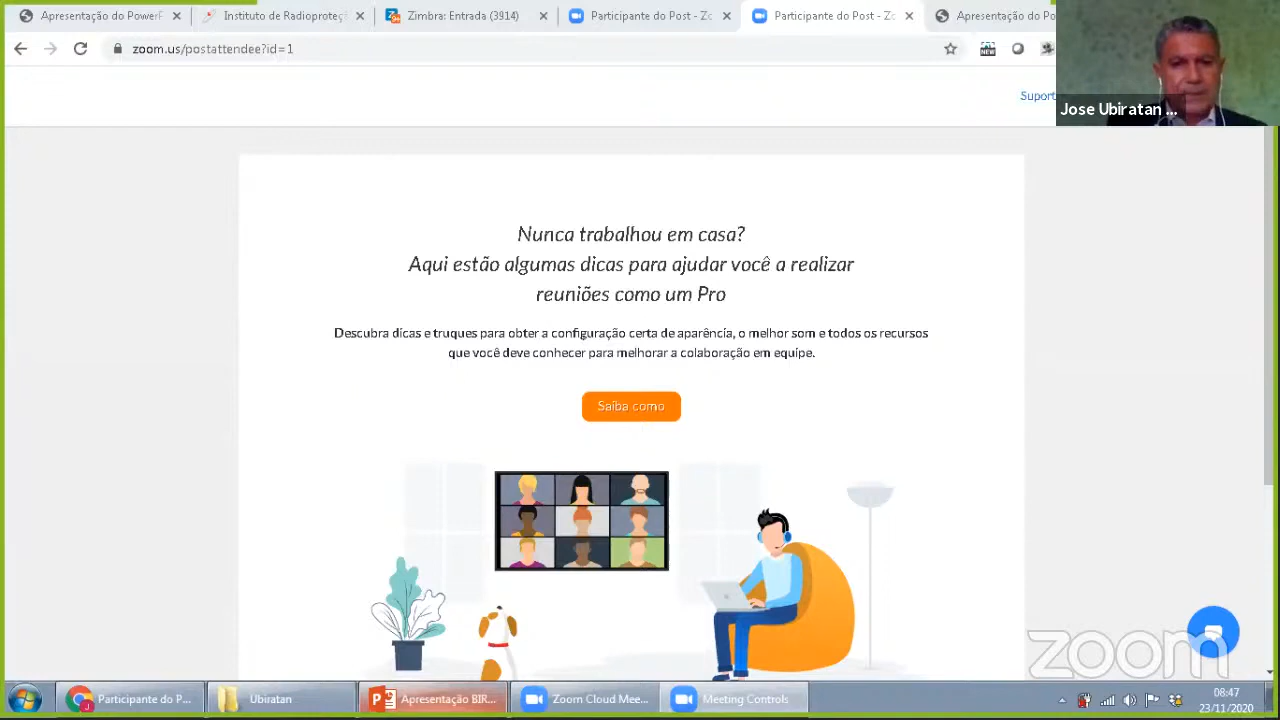 Apresentação do PowerF
Instituto de Radioproteçã
Zimbra: Entrada (3914)
Participante do Post - Zo
Participante do Post - Zo
Apresentação do Po
zoom.us/postattendee?id=1
NEW
Suport
Jose Ubiratan ...
Nunca trabalhou em casa?
Aqui estão algumas dicas para ajudar você a realizar
reuniões como um Pro
Descubra dicas e truques para obter a configuração certa de aparência, o melhor som e todos os recursos
que você deve conhecer para melhorar a colaboração em equipe.
Saiba como
zoom
Participante do P...
Ubiratan
Apresentação BIR...
Zoom Cloud Mee...
Meeting Controls
08:47
23/11/2020